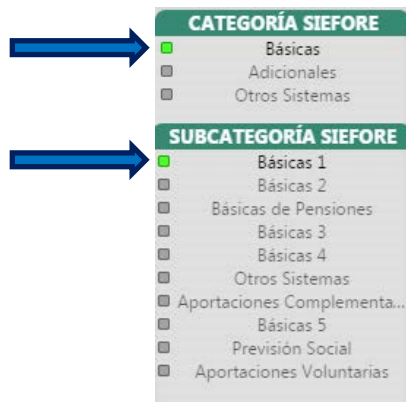 CATEGORÍA SIEFORE
Básicas
Adicionales
Otros Sistemas
SUBCATEGORÍA SIEFORE
Básicas 1
Básicas 2
Básicas de Pensiones
Básicas 3
Básicas 4
Otros Sistemas
Aportaciones Complementa...
Básicas 5
Previsión Social
Aportaciones Voluntarias